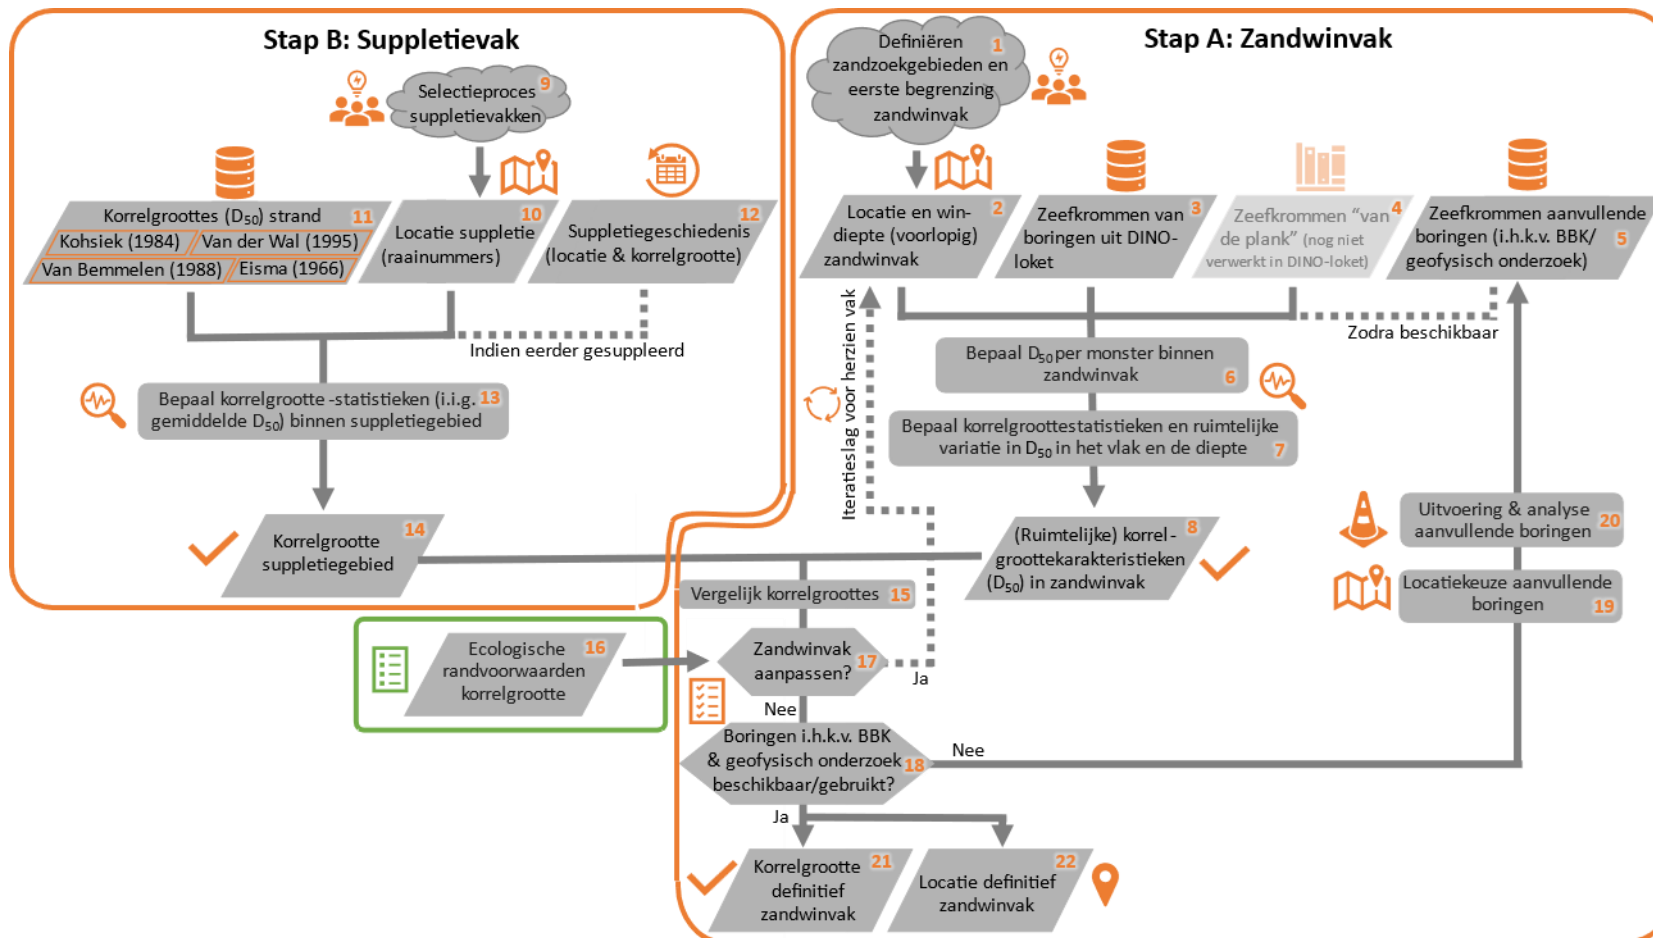 Stap B: Suppletievak
Selectieproces 9
suppletievakken
Korrelgroottes (D50) strand 11
Kohsiek (1984) Van der Wal (1995)
Van Bemmelen (1988) Eisma (1966)
10
Locatie suppletie
(raainummers)
12
Suppletiegeschiedenis
(locatie & korrelgrootte)
Indien eerder gesuppleerd
Bepaal korrelgrootte -statistieken (i.i.g. 13
gemiddelde D50) binnen suppletiegebied
14
Korrelgrootte
suppletiegebied
Stap A: Zandwinvak
Definiëren 1
zandzoekgebieden en
eerste begrenzing
zandwinvak
Locatie en win- 2
diepte (voorlopig)
zandwinvak
Zeefkrommen van 3
boringen uit DINO-
loket
Zeefkrommen "van 4
de plank" (nog niet
verwerkt in DINO-loket)
Zeefkrommen aanvullende
boringen (i.h.k.v. BBK/ 5
geofysisch onderzoek)
Zodra beschikbaar
Iteratieslag voor herzien vak
Bepaal D50 per monster binnen
zandwinvak 6
Bepaal korrelgroottestatistieken en ruimtelijke
variatie in D50 in het vlak en de diepte 7
(Ruimtelijke) korrel- 8
groottekarakteristieken
(D50) in zandwinvak
Uitvoering & analyse
aanvullende boringen 20
Locatiekeuze aanvullende
boringen 19
Vergelijk korrelgroottes 15
Ecologische 16
randvoorwaarden
korrelgrootte
Zandwinvak
aanpassen? 17
Ja
Nee
Boringen i.h.k.v. BBK
& geofysisch onderzoek 18
beschikbaar/gebruikt?
Nee
Ja
Korrelgrootte 21
definitief
zandwinvak
22
Locatie definitief
zandwinvak